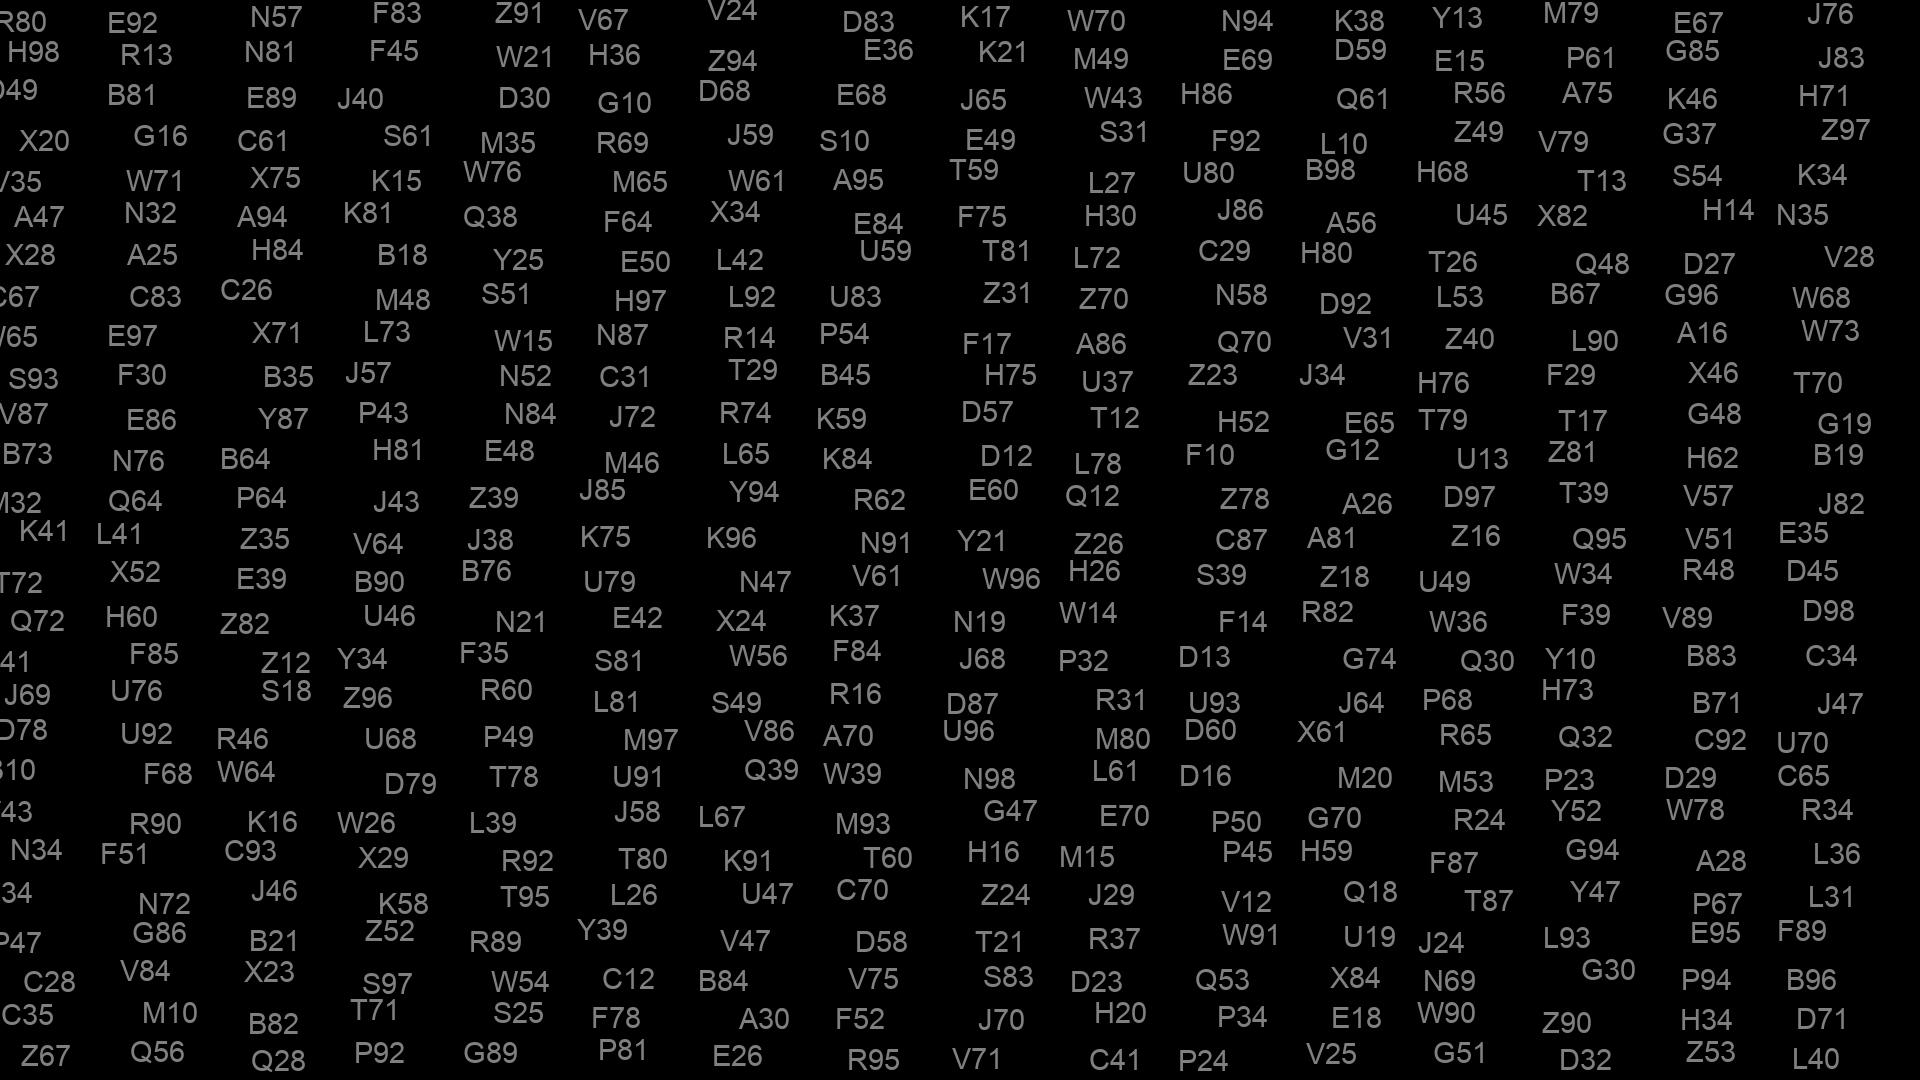 R80 E92 N57 F83 Z91 V67 V24 D83 K17 W70 N94 K38 Y13 M79 E67 J76
H98 R13 N81 F45 W21 H36 Z94 E36 K21 M49 E69 D59 E15 P61 G85 J83
B81 E89 J40 D30 G10 D68 E68 J65 W43 H86 Q61 R56 A75 K46 H71
X20 G16 C61 S61 M35 R69 J59 S10 E49 S31 F92 L10 Z49 V79 G37 Z97
V35 W71 X75 K15 W76 M65 W61 A95 T59 L27 U80 B98 H68 T13 S54 K34
A47 N32 A94 K81 Q38 F64 X34 E84 F75 H30 J86 A56 U45 X82 H14 N35
X28 A25 H84 B18 Y25 E50 L42 U59 T81 L72 C29 H80 T26 Q48 D27 V28
C67 C83 C26 M48 S51 H97 L92 U83 Z31 Z70 N58 D92 L53 B67 G96 W68
E97 X71 L73 W15 N87 R14 P54 F17 A86 Q70 V31 Z40 L90 A16 W73
S93 F30 B35 J57 N52 C31 T29 B45 H75 U37 Z23 J34 H76 F29 X46 T70
V87 E86 Y87 P43 N84 J72 R74 K59 D57 T12 H52 E65 T79 T17 G48 G19
B73 N76 B64 H81 E48 M46 L65 K84 D12 L78 F10 G12 U13 Z81 H62 B19
M32 Q64 P64 J43 Z39 J85 Y94 R62 E60 Q12 Z78 A26 D97 T39 V57 J82
K41 L41 Z35 V64 J38 K75 K96 N91 Y21 Z26 C87 A81 Z16 Q95 V51 E35
T72 X52 E39 B90 B76 U79 N47 V61 W96 H26 S39 Z18 U49 W34 R48 D45
Q72 H60 Z82 U46 N21 E42 X24 K37 N19 W14 F14 R82 W36 F39 V89 D98
41 F85 Z12 Y34 F35 S81 W56 F84 J68 P32 D13 G74 Q30 Y10 B83 C34
J69 U76 S18 Z96 R60 L81 S49 R16 D87 R31 U93 J64 P68 H73 B71 J47
D78 U92 R46 U68 P49 M97 V86 A70 U96 M80 D60 X61 R65 Q32 C92 U70
F68 W64 D79 T78 U91 Q39 W39 N98 L61 D16 M20 M53 P23 D29 C65
43 R90 K16 W26 L39 J58 L67 M93 G47 E70 P50 G70 R24 Y52 W78 R34
N34 F51 C93 X29 R92 T80 K91 T60 H16 M15 P45 H59 F87 G94 A28 L36
34 N72 J46 K58 T95 L26 U47 C70 Z24 J29 V12 Q18 T87 Y47 P67 L31
P47 G86 B21 Z52 R89 Y39 V47 D58 T21 R37 W91 U19 J24 L93 E95 F89
C28 V84 X23 S97 W54 C12 B84 V75 S83 D23 Q53 X84 N69 G30 P94 B96
C35 M10 B82 T71 S25 F78 A30 F52 J70 H20 P34 E18 W90 Z90 H34 D71
Z67 Q56 Q28 P92 G89 P81 E26 R95 V71 C41 P24 V25 G51 D32 Z53 L40